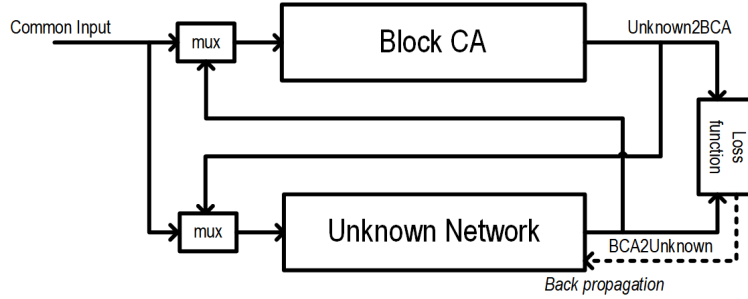 Common Input
mux
Block CA
Unknown2BCA
Loss
function
mux
Unknown Network
BCA2Unknown
Back propagation